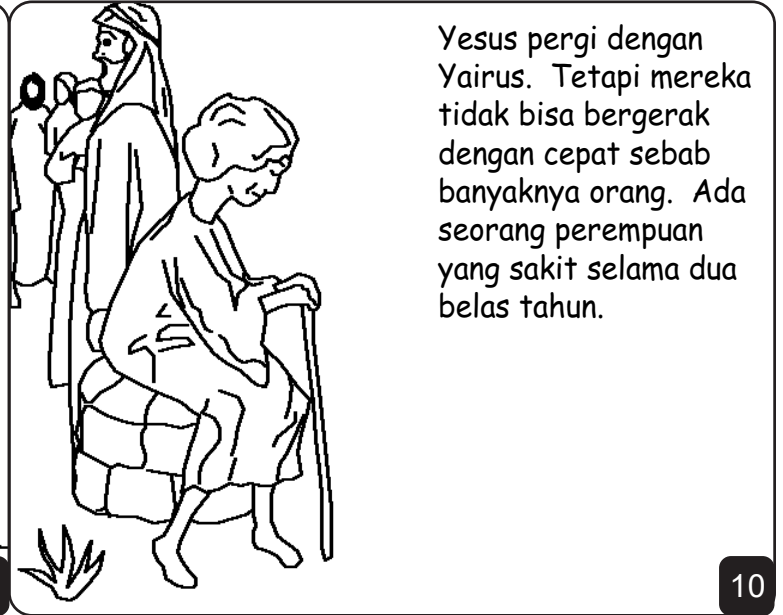 Yesus pergi dengan
Yairus.  Tetapi mereka
tidak bisa bergerak
dengan cepat sebab
banyaknya orang.  Ada
seorang perempuan
yang sakit selama dua
belas tahun.
10